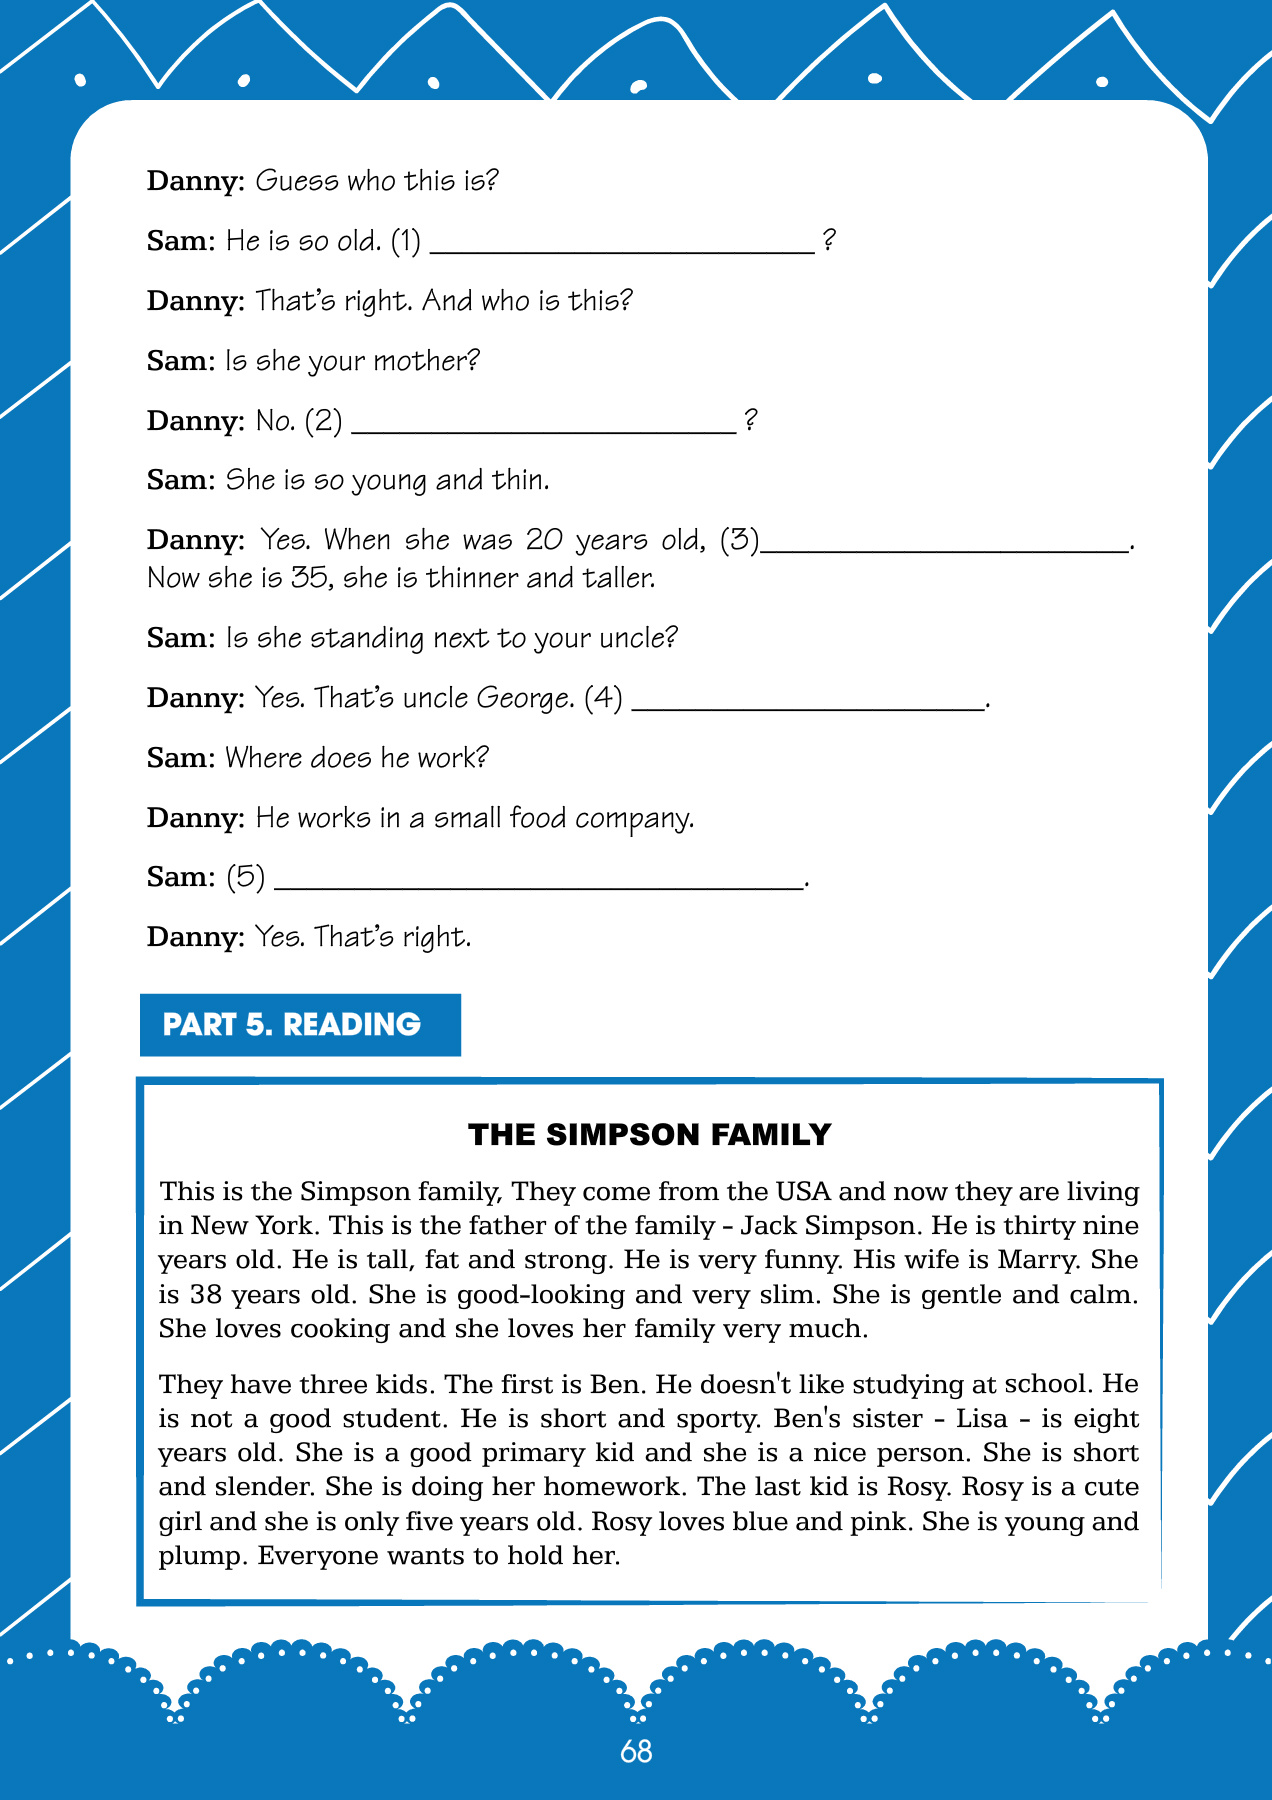 Danny: Guess who this is?
Sam: He is so old. (1) ________________________ ?
Danny: That's right. And who is this?
Sam: Is she your mother?
Danny: No. (2) ________________________ ?
Sam: She is so young and thin.
Danny: Yes. When she was 20 years old, (3)_______________________.
Now she is 35, she is thinner and taller.
Sam: Is she standing next to your uncle?
Danny: Yes. That's uncle George. (4) ______________________.
Sam: Where does he work?
Danny: He works in a small food company.
Sam: (5) _________________________________.
Danny: Yes. That's right.
PART 5. READING
THE SIMPSON FAMILY
This is the Simpson family, They come from the USA and now they are living
in New York. This is the father of the family - Jack Simpson. He is thirty nine
years old. He is tall, fat and strong. He is very funny. His wife is Marry. She
is 38 years old. She is good-looking and very slim. She is gentle and calm.
She loves cooking and she loves her family very much.
They have three kids. The first is Ben. He doesn't like studying at school. He
is not a good student. He is short and sporty. Ben's sister - Lisa - is eight
years old. She is a good primary kid and she is a nice person. She is short
and slender. She is doing her homework. The last kid is Rosy. Rosy is a cute
girl and she is only five years old. Rosy loves blue and pink. She is young and
plump. Everyone wants to hold her.
68